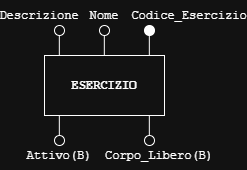 Descrizione Nome Codice_Esercizio
ESERCIZIO
Attivo(B) Corpo_Libero(B)